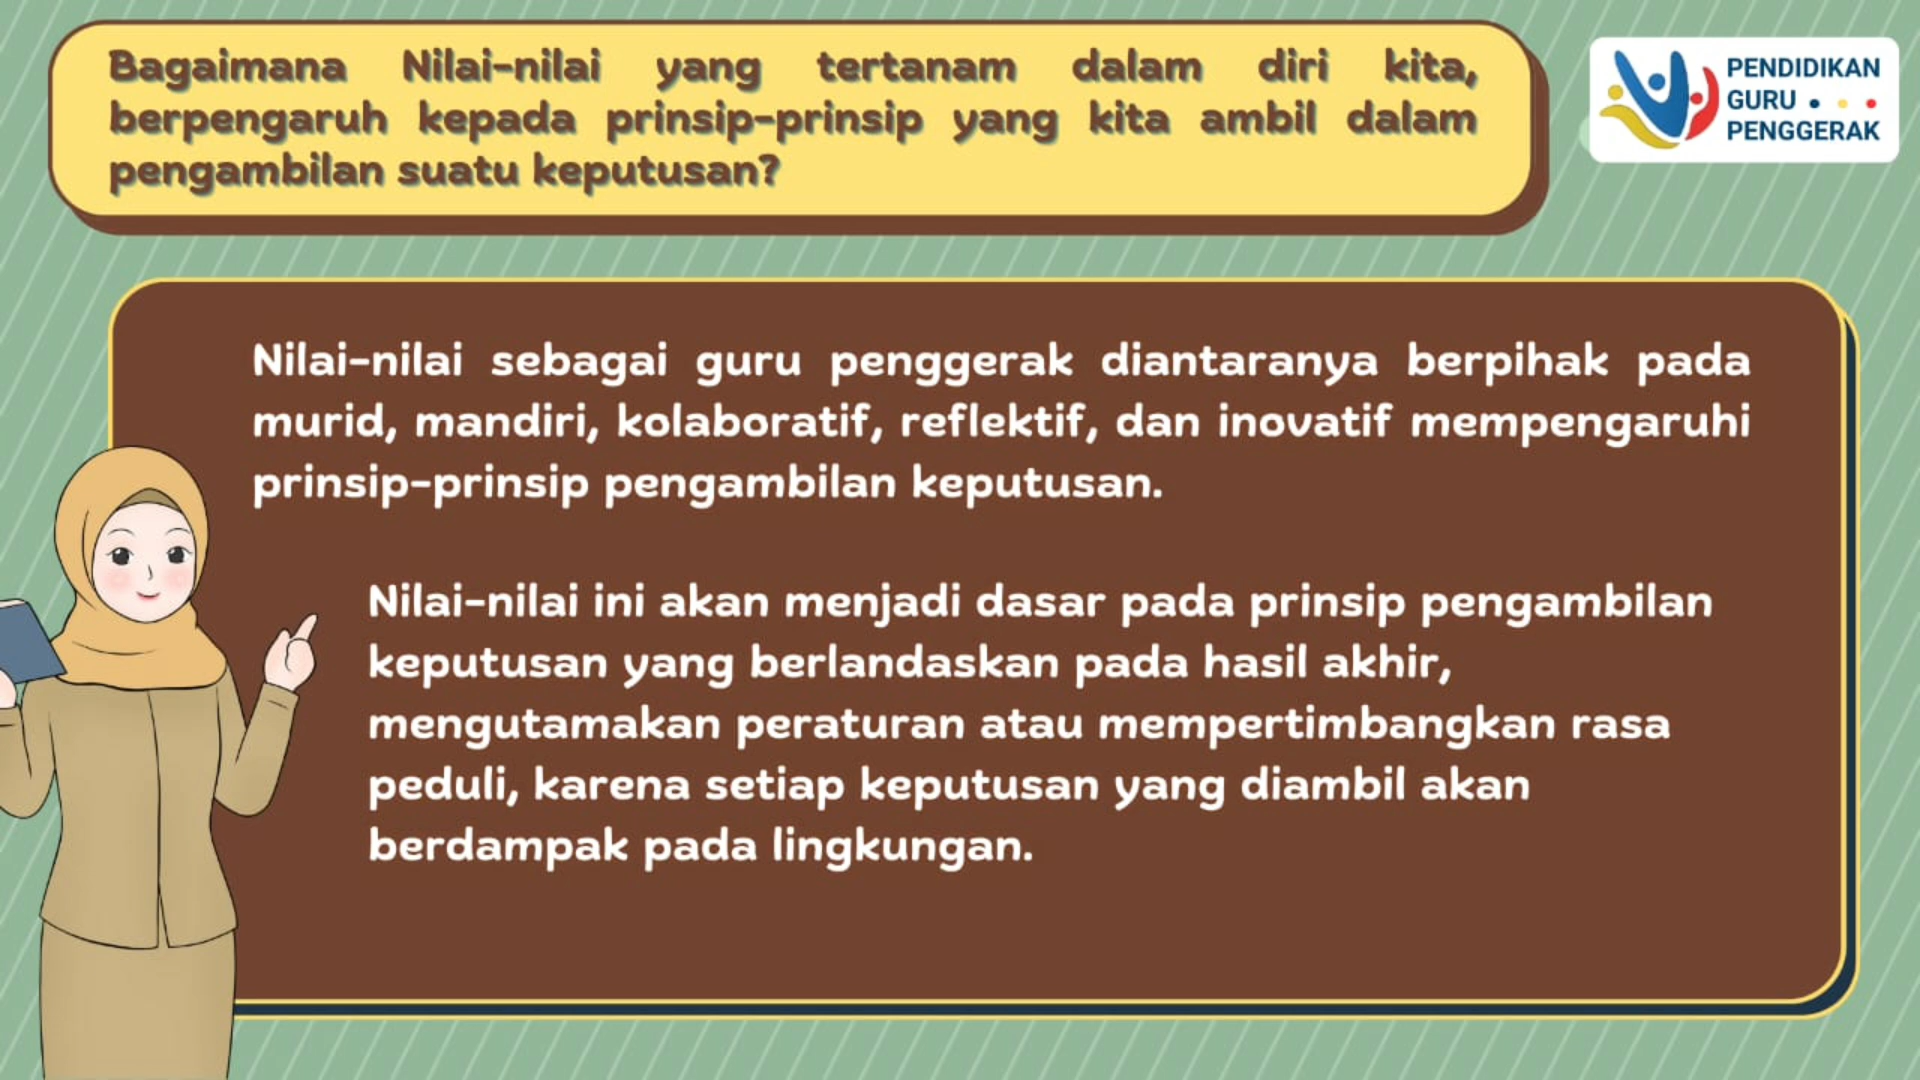 Bagaimana Nilai-nilai yang tertanam dalam diri kita,
berpengaruh kepada prinsip-prinsip yang kita ambil dalam
pengambilan suatu keputusan?
PENDIDIKAN
GURU
PENGGERAK
Nilai-nilai sebagai guru penggerak diantaranya berpihak pada
murid, mandiri, kolaboratif, reflektif, dan inovatif mempengaruhi
prinsip-prinsip pengambilan keputusan.
Nilai-nilai ini akan menjadi dasar pada prinsip pengambilan
keputusan yang berlandaskan pada hasil akhir,
mengutamakan peraturan atau mempertimbangkan rasa
peduli, karena setiap keputusan yang diambil akan
berdampak pada lingkungan.